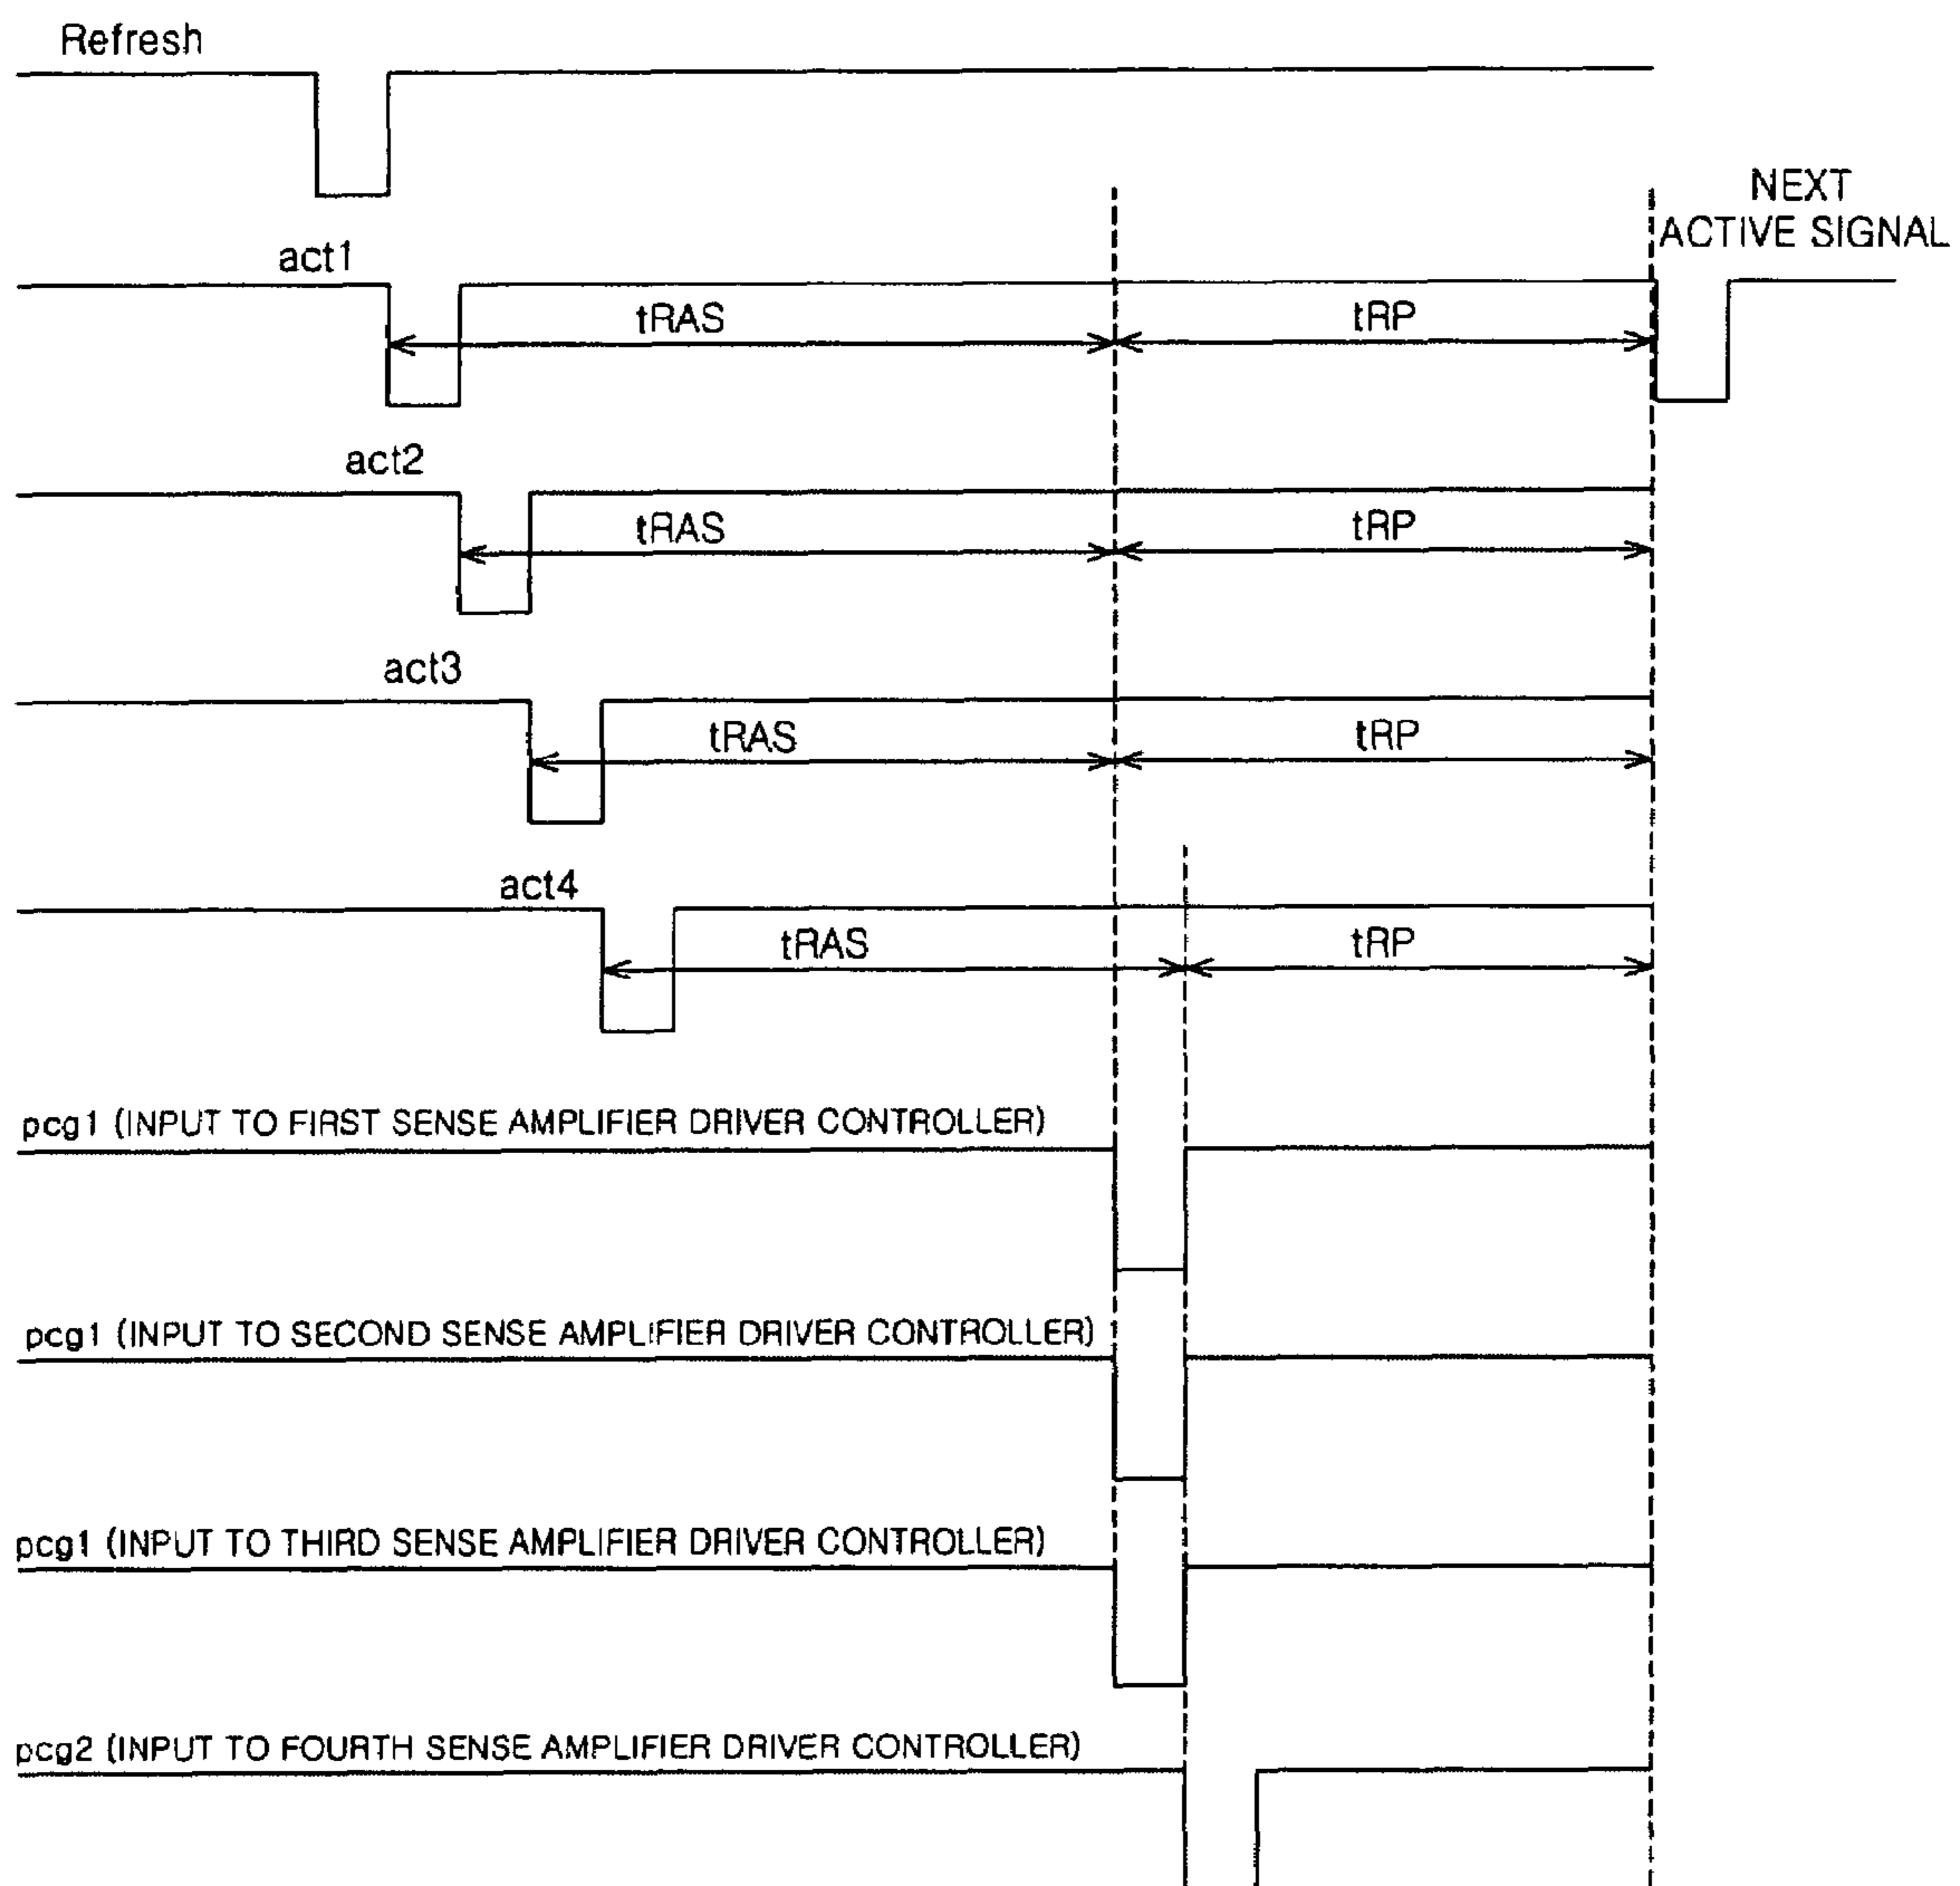 Refresh
NEXT
ACTIVE SIGNAL
act1
tRAS
tRP
act2
tRAS
tRP
act3
tRAS
tRP
act4
tRAS
tRP
pcg1 (INPUT TO FIRST SENSE AMPLIFIER DRIVER CONTROLLER)
pcg1 (INPUT TO SECOND SENSE AMPLIFIER DRIVER CONTROLLER)
pcg1 (INPUT TO THIRD SENSE AMPLIFIER DRIVER CONTROLLER)
pcg2 (INPUT TO FOURTH SENSE AMPLIFIER DRIVER CONTROLLER)